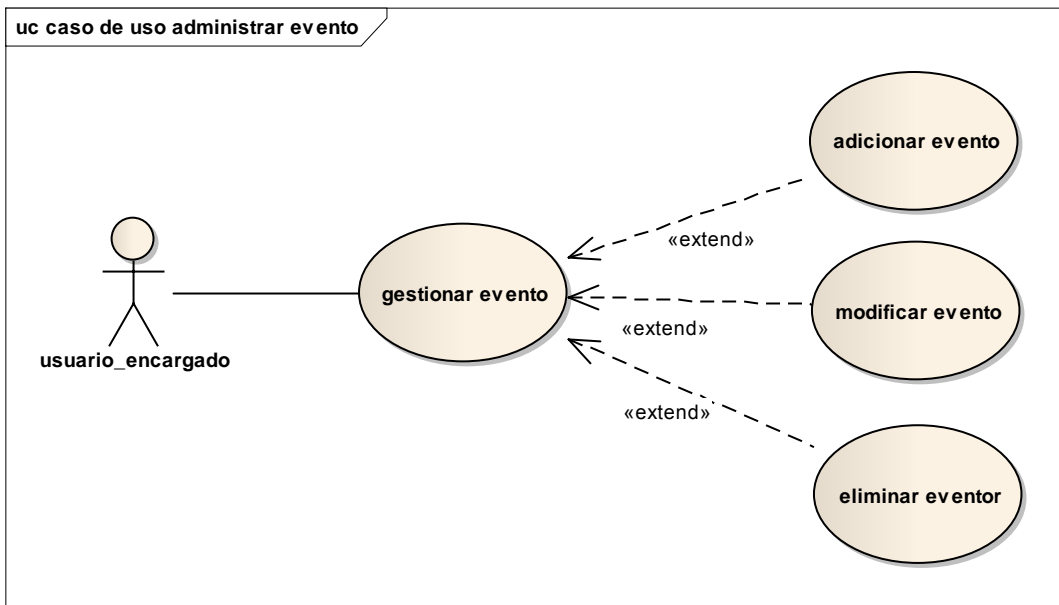 uc caso de uso administrar evento
adicionar evento
«extend»
gestionar evento
modificar evento
«extend»
usuario_encargado
«extend»
eliminar eventor